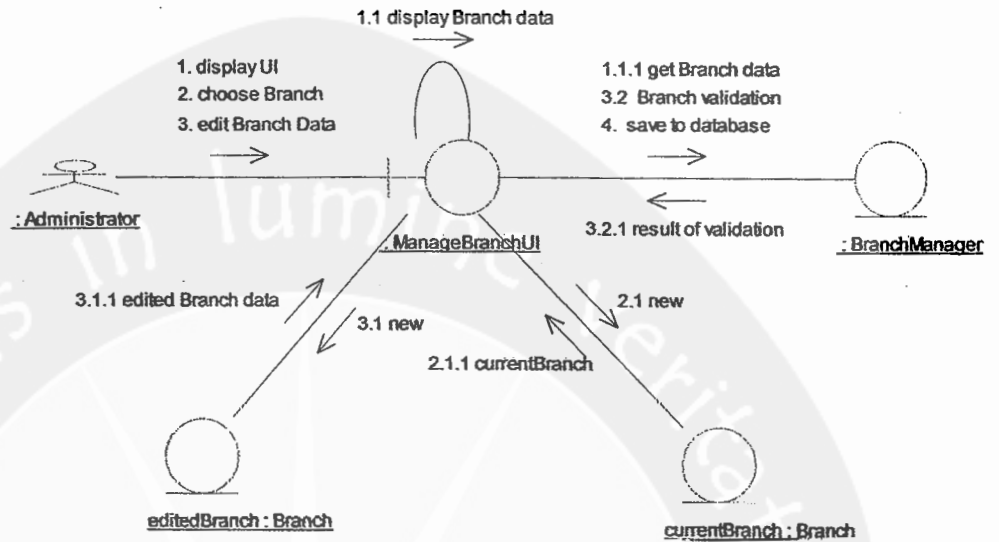 1.1 display Branch data
1. display UI
2. choose Branch
3. edit Branch Data
1.1.1 get Branch data
3.2 Branch validation
4. save to database
: Administrator
: ManageBranchUI
3.2.1 result of validation
: BranchManager
3.1.1 edited Branch data
3.1 new
2.1 new
2.1.1 currentBranch
editedBranch : Branch
currentBranch : Branch
in lumine veritat